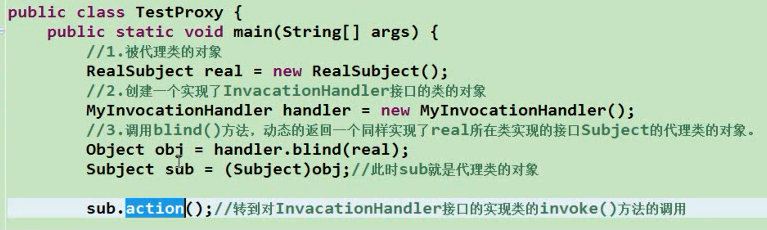 public class TestProxy {
public static void main(String[] args) {
//1.被代理类的对象
RealSubject real = new RealSubject();
//2.创建一个实现了InvacationHandler接口的类的对象
MyInvocationHandler handler = new MyInvocationHandler();
//3.调用blind()方法，动态的返回一个同样实现了real所在类实现的接口Subject的代理类的对象。
Object obj = handler.blind(real);
Subject sub = (Subject)obj;//此时sub就是代理类的对象
sub.action();//转到对InvacationHandler接口的实现类的invoke()方法的调用